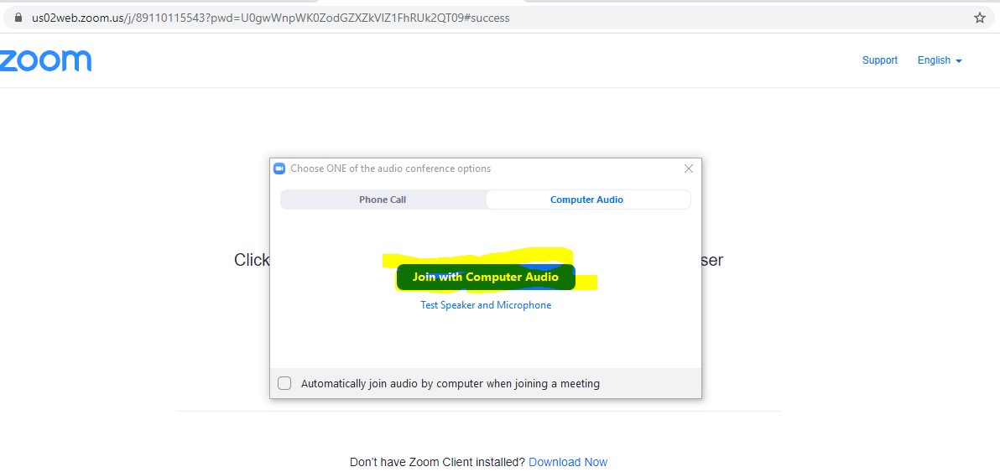 us02web.zoom.us/j/89110115543?pwd=U0gwWnpWK0ZodGZXZkVIZ1FhRUk2QT09#success
zoom
Support English
Choose ONE of the audio conference options
Phone Call Computer Audio
Click ser
Join with Computer Audio
Test Speaker and Microphone
Automatically join audio by computer when joining a meeting
Don’t have Zoom Client installed? Download Now